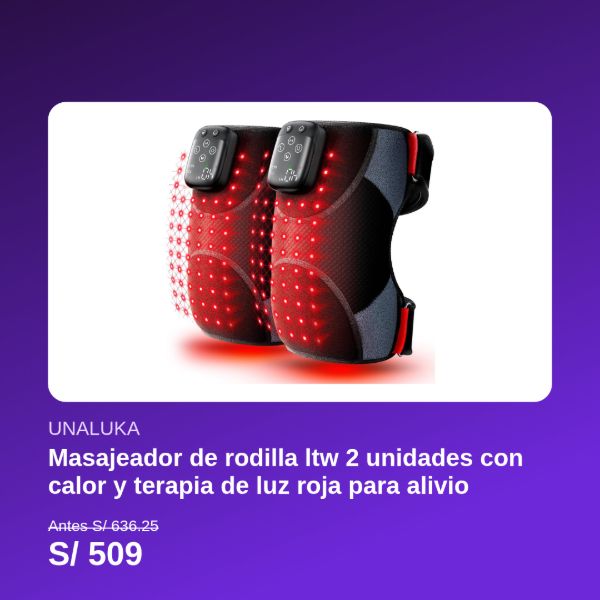 UNALUKA
Masajeador de rodilla ltw 2 unidades con
calor y terapia de luz roja para alivio
Antes S/ 636.25
S/ 509